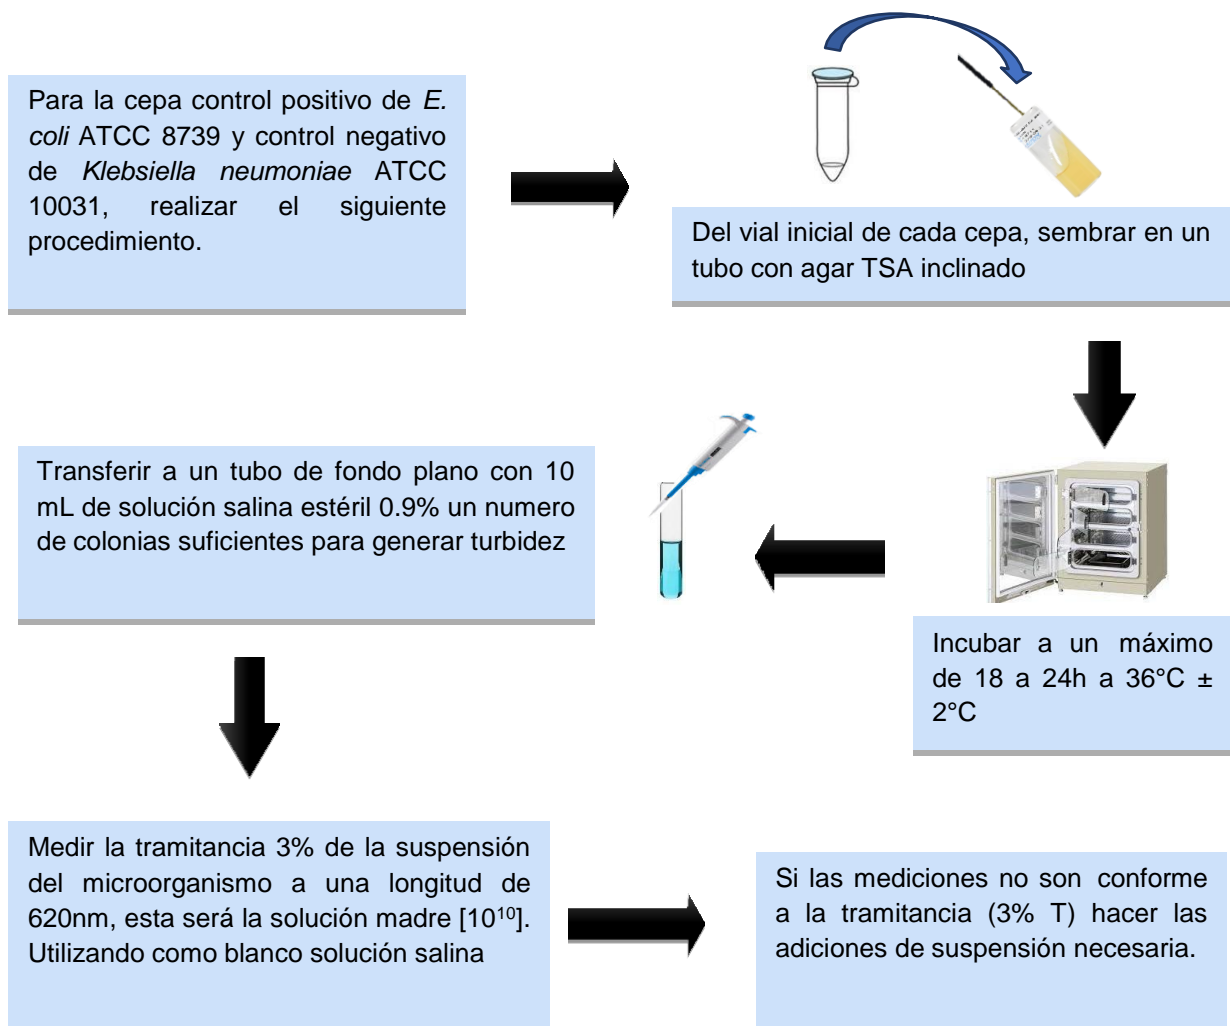 Para la cepa control positivo de E.
coli ATCC 8739 y control negativo
de Klebsiella neumoniae ATCC
10031, realizar el siguiente
procedimiento.
Del vial inicial de cada cepa, sembrar en un
tubo con agar TSA inclinado
Incubar a un máximo
de 18 a 24h a 36°C ±
2°C
Transferir a un tubo de fondo plano con 10
mL de solución salina estéril 0.9% un numero
de colonias suficientes para generar turbidez
Medir la tramitancia 3% de la suspensión
del microorganismo a una longitud de
620nm, esta será la solución madre [10¹⁰].
Utilizando como blanco solución salina
Si las mediciones no son conforme
a la tramitancia (3% T) hacer las
adiciones de suspensión necesaria.